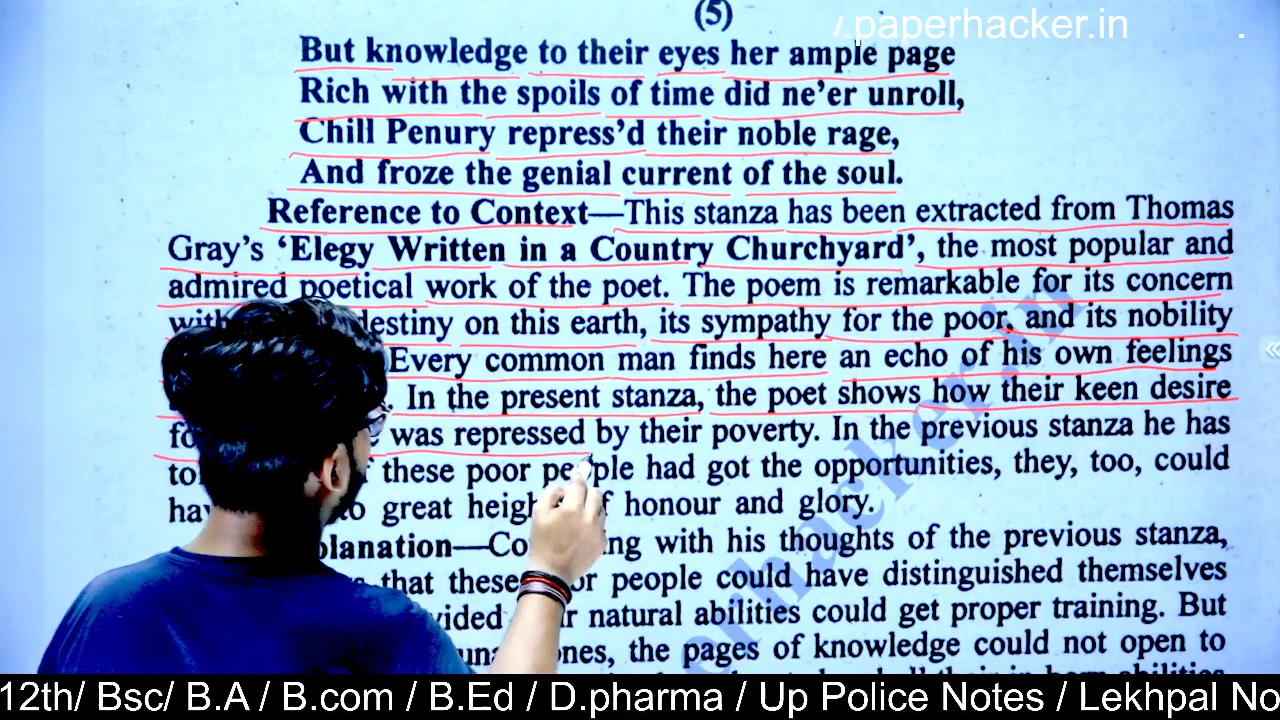 (5)
.paperhacker.in .
But knowledge to their eyes her ample page
Rich with the spoils of time did ne'er unroll,
Chill Penury repress'd their noble rage,
And froze the genial current of the soul.
Reference to Context—This stanza has been extracted from Thomas
Gray's 'Elegy Written in a Country Churchyard', the most popular and
admired poetical work of the poet. The poem is remarkable for its concern
destiny on this earth, its sympathy for the poor, and its nobility
Every common man finds here an echo of his own feelings
In the present stanza, the poet shows how their keen desire
was repressed by their poverty. In the previous stanza he has
these poor people had got the opportunities, they, too, could
to great of honour and glory.
with his thoughts of the previous stanza,
that these people could have distinguished themselves
natural abilities could get proper training. But
the pages of knowledge could not open to
abilities
12th/ Bsc/ B.A / B.com / B.Ed / D.pharma / Up Police Notes / Lekhpal No